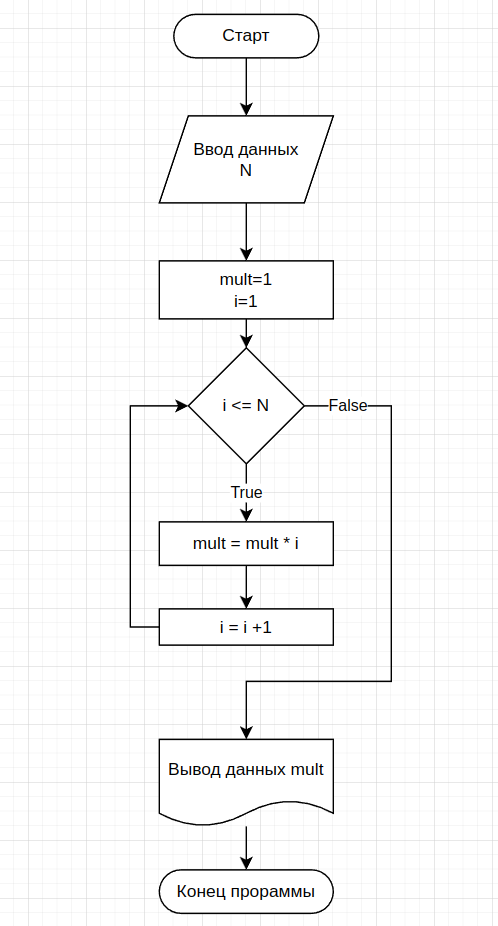 Старт
Ввод данных
N
mult=1
i=1
i <= N
False
True
mult = mult * i
i = i +1
Вывод данных mult
Конец прораммы